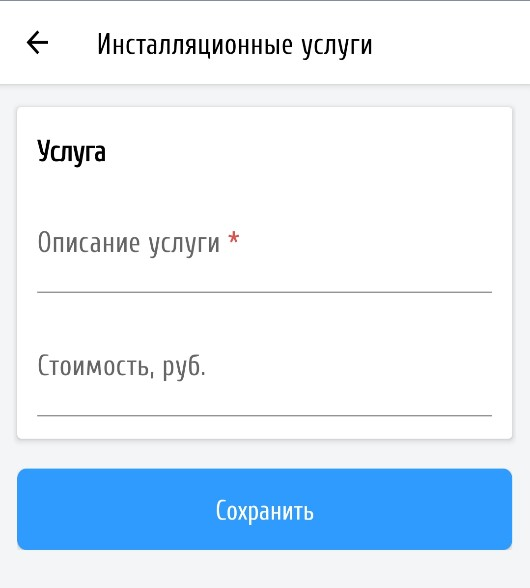 Инсталляционные услуги
Услуга
Описание услуги *
Стоимость, руб.
Сохранить